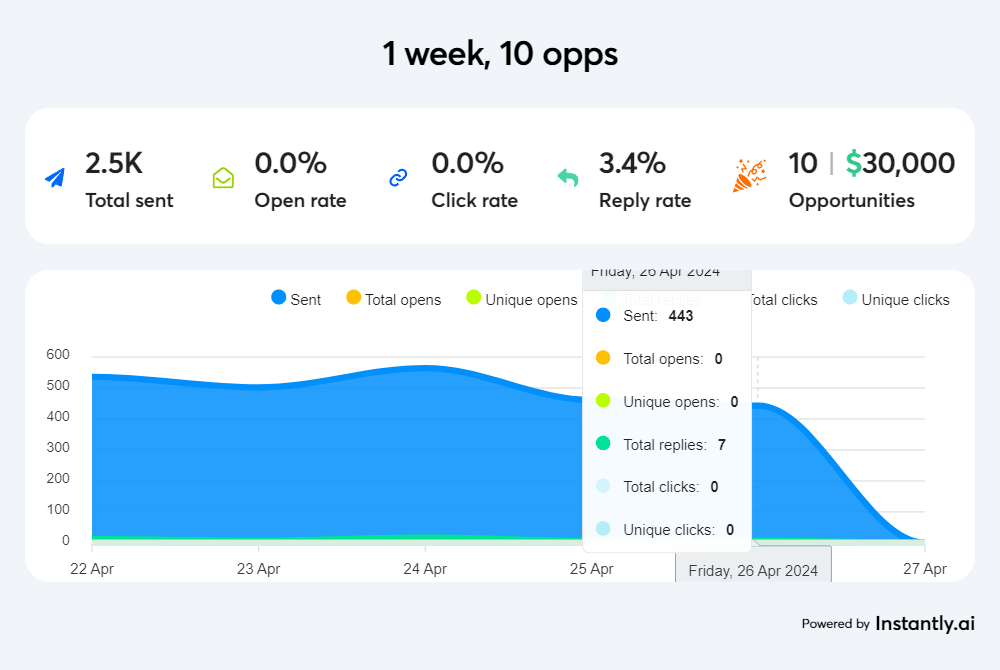 1 week, 10 opps
2.5K
Total sent
0.0%
Open rate
0.0%
Click rate
3.4%
Reply rate
10 | $30,000
Opportunities
Friday, 26 Apr 2024
Sent Total opens Unique opens Total replies Total clicks Unique clicks
Sent: 443
Total opens: 0
Unique opens: 0
Total replies: 7
Total clicks: 0
Unique clicks: 0
600
500
400
300
200
100
0
22 Apr 23 Apr 24 Apr 25 Apr Friday, 26 Apr 2024 27 Apr
Powered by Instantly.ai